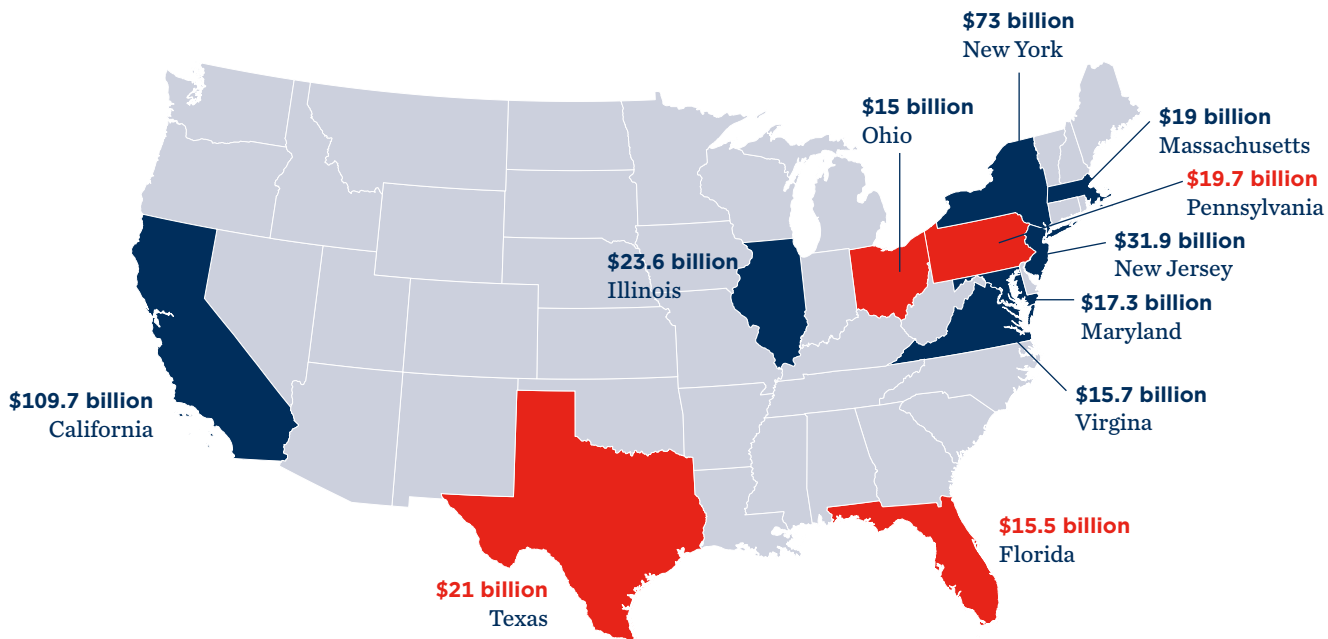 $73 billion
New York
$15 billion
Ohio
$19 billion
Massachusetts
$19.7 billion
Pennsylvania
$31.9 billion
New Jersey
$23.6 billion
Illinois
$17.3 billion
Maryland
$109.7 billion
California
$15.7 billion
Virgina
$15.5 billion
Florida
$21 billion
Texas